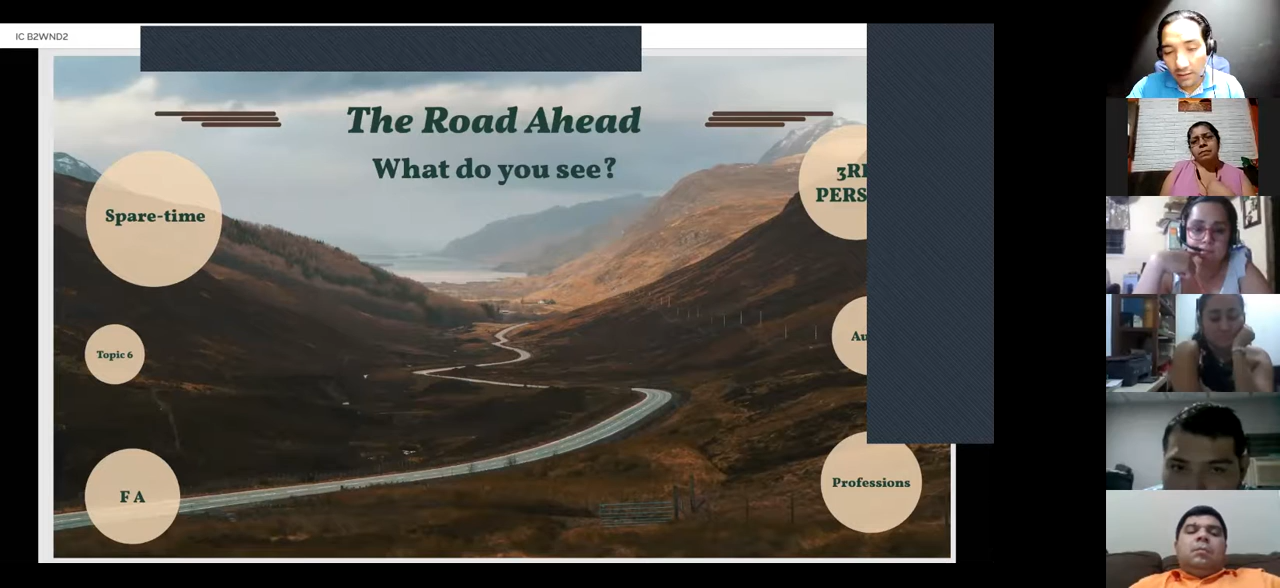 IC B2WND2
The Road Ahead
What do you see?
Spare-time
Topic 6
F A
Professions